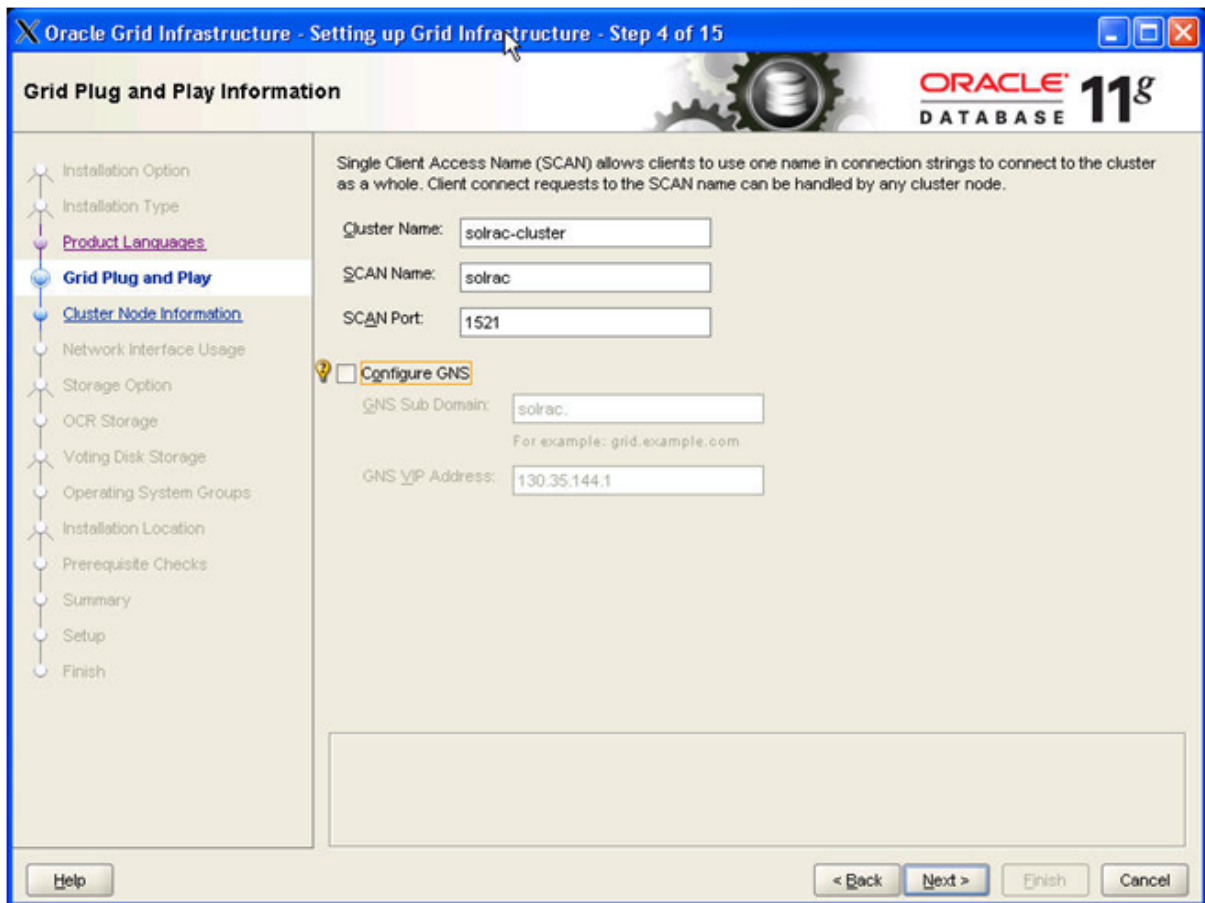 Oracle Grid Infrastructure - Setting up Grid Infrastructure - Step 4 of 15
Grid Plug and Play Information
ORACLE
DATABASE
11g
Installation Option
Installation Type
Product Languages
Grid Plug and Play
Cluster Node Information
Network Interface Usage
Storage Option
OCR Storage
Voting Disk Storage
Operating System Groups
Installation Location
Prerequisite Checks
Summary
Setup
Finish
Single Client Access Name (SCAN) allows clients to use one name in connection strings to connect to the cluster
as a whole. Client connect requests to the SCAN name can be handled by any cluster node.
Cluster Name: solrac-cluster
SCAN Name: solrac
SCAN Port: 1521
Configure GNS
GNS Sub Domain: solrac.
For example: grid.example.com
GNS VIP Address: 130.35.144.1
Help < Back Next > Finish Cancel